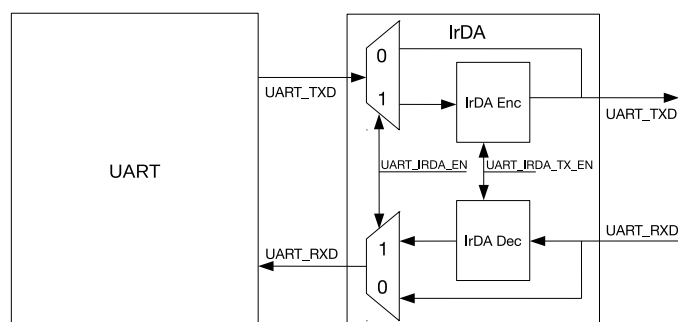 IrDA
0
1
UART_TXD
IrDA Enc
UART_TXD
UART
UART_IRDA_EN
UART_IRDA_TX_EN
UART_RXD
1
0
IrDA Dec
UART_RXD